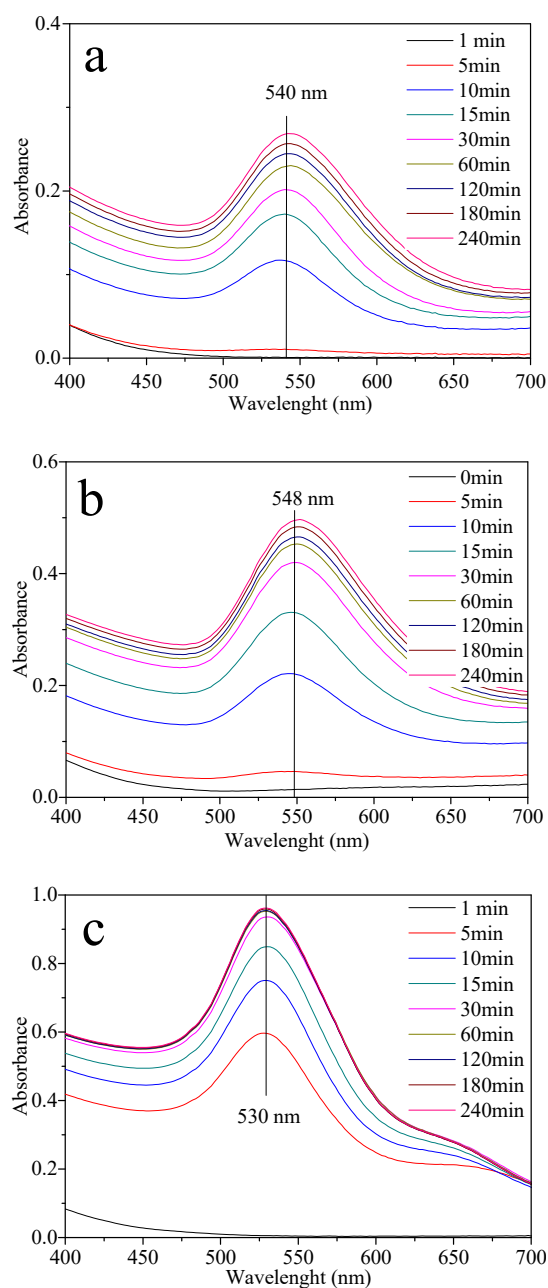 a
540 nm
1 min
5min
10min
15min
30min
60min
120min
180min
240min
Absorbance
0.4
0.2
0.0
400 450 500 550 600 650 700
Wavelenght (nm)
b
548 nm
0min
5min
10min
15min
30min
60min
120min
180min
240min
Absorbance
0.6
0.4
0.2
0.0
400 450 500 550 600 650 700
Wavelenght (nm)
c
530 nm
1 min
5min
10min
15min
30min
60min
120min
180min
240min
Absorbance
1.0
0.8
0.6
0.4
0.2
0.0
400 450 500 550 600 650 700
Wavelenght (nm)